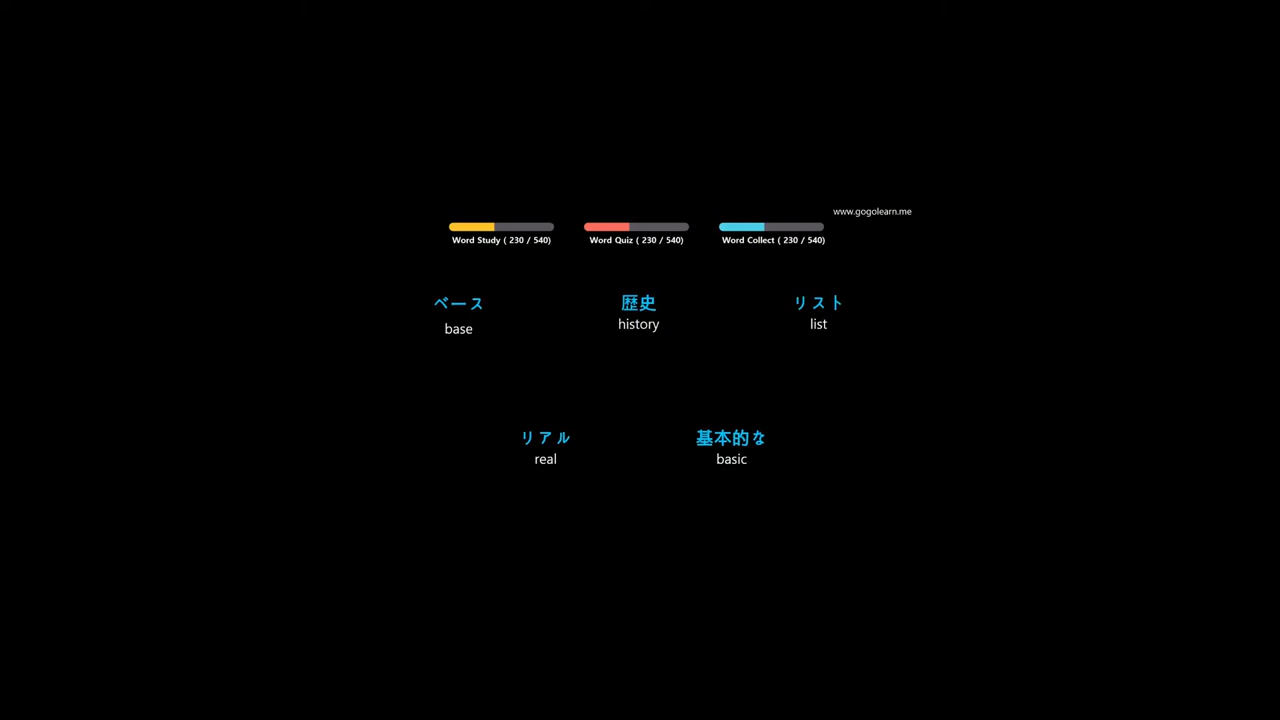 www.gogolearn.me
Word Study ( 230 / 540)
Word Quiz ( 230 / 540)
Word Collect ( 230 / 540)
ベース
base
歴史
history
リスト
list
リアル
real
基本的な
basic